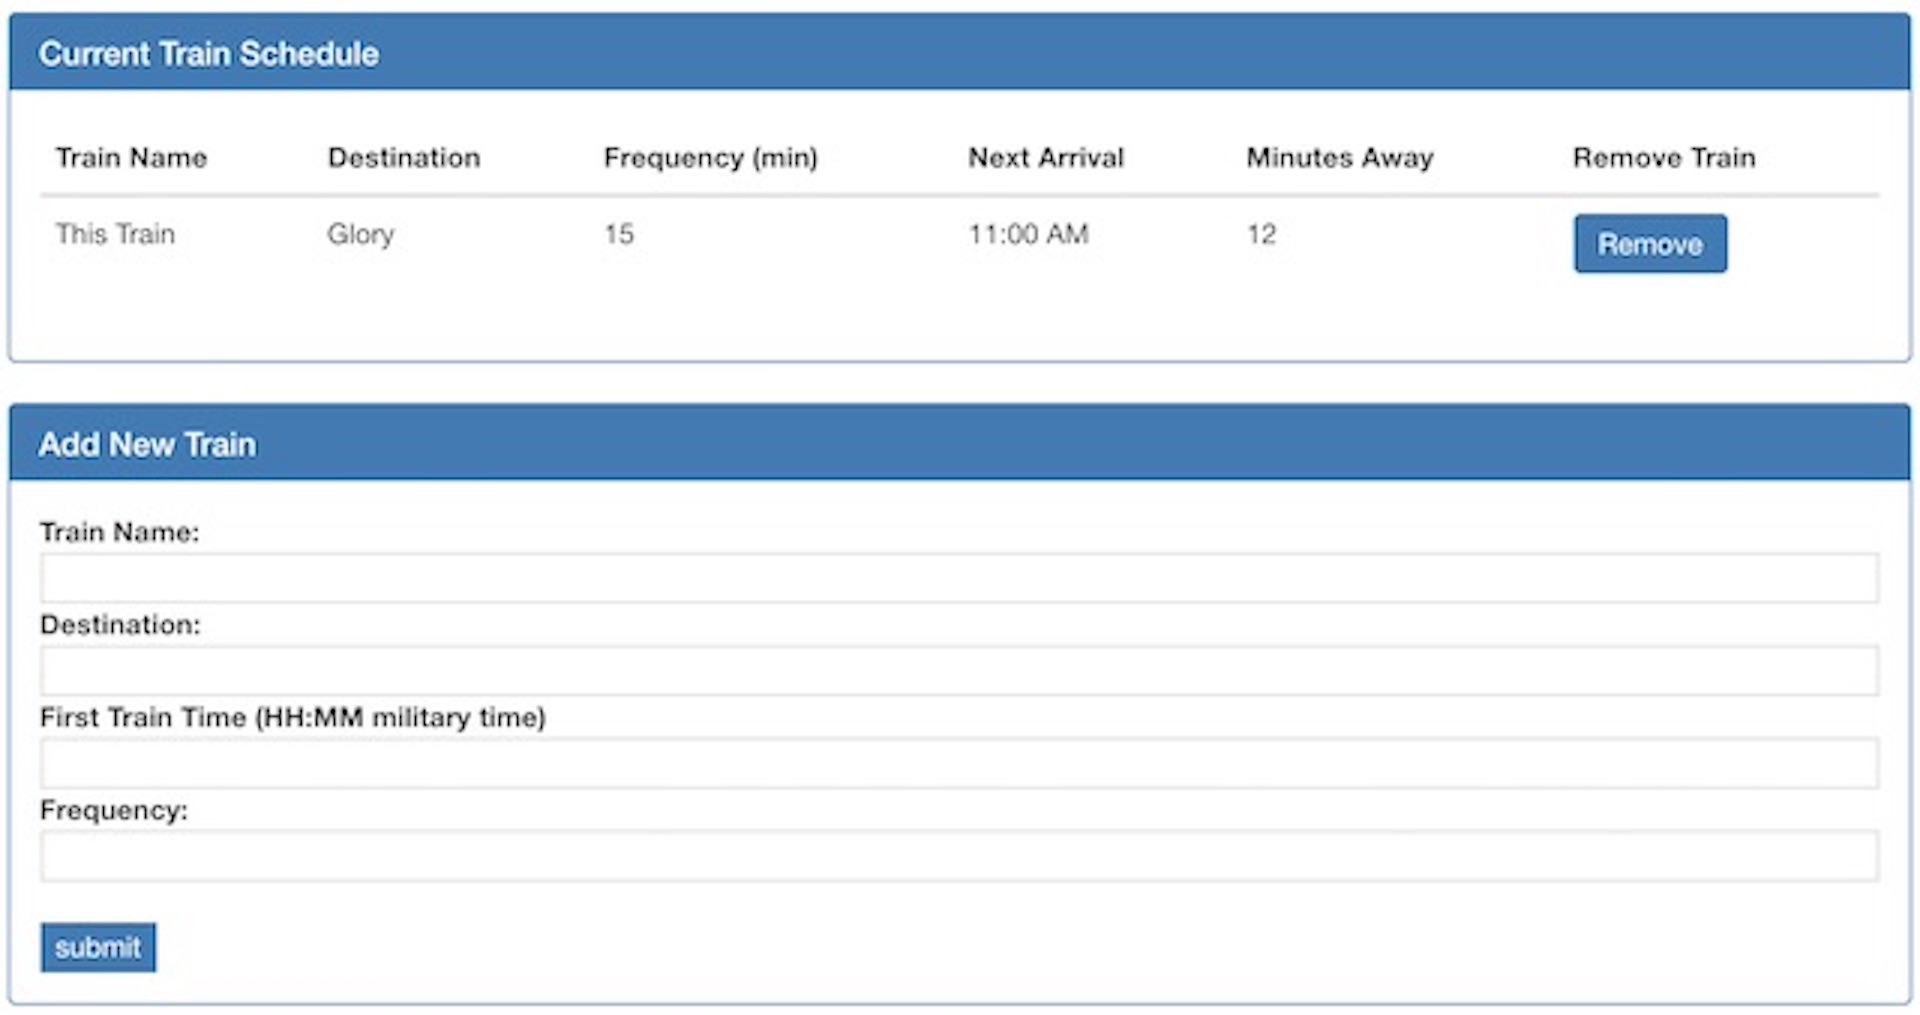 Current Train Schedule
Train Name Destination Frequency (min) Next Arrival Minutes Away Remove Train
This Train Glory 15 11:00 AM 12 Remove
Add New Train
Train Name:
Destination:
First Train Time (HH:MM military time)
Frequency:
submit